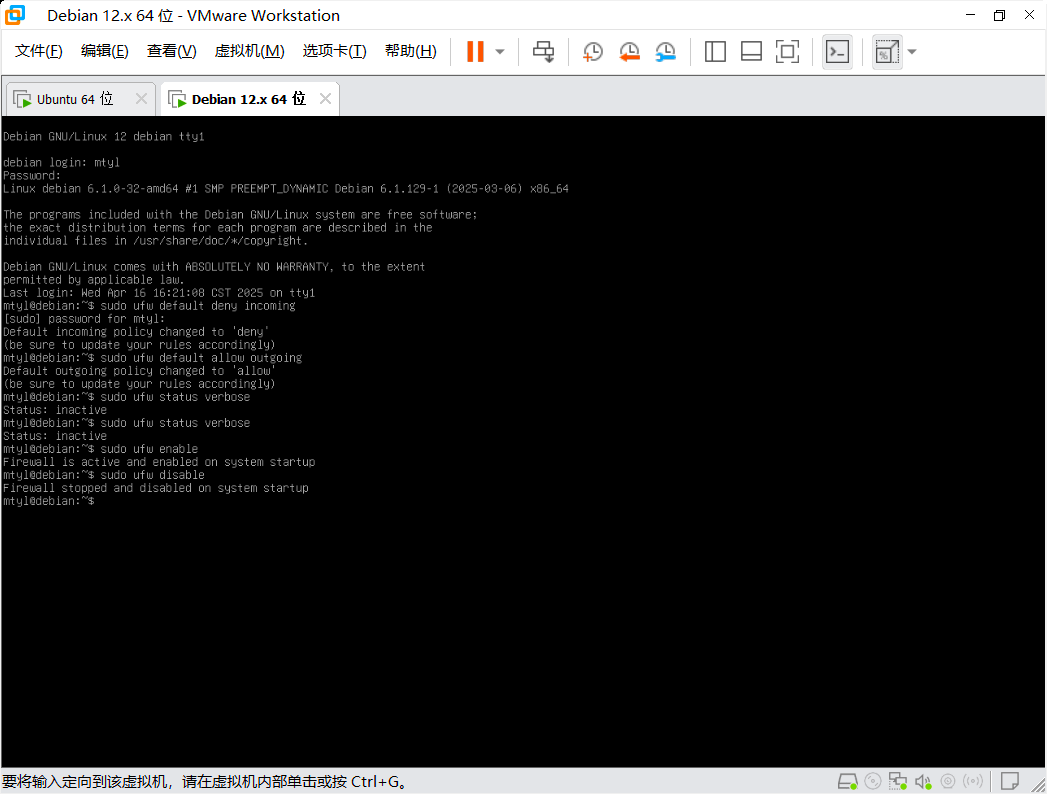 Debian 12.x 64 位 - VMware Workstation
文件(F) 编辑(E) 查看(V) 虚拟机(M) 选项卡(T) 帮助(H)
Ubuntu 64 位 Debian 12.x 64 位
Debian GNU/Linux 12 debian tty1
debian login: mtyl
Password:
Linux debian 6.1.0-32-amd64 #1 SMP PREEMPT_DYNAMIC Debian 6.1.129-1 (2025-03-06) x86_64
The programs included with the Debian GNU/Linux system are free software;
the exact distribution terms for each program are described in the
individual files in /usr/share/doc/*/copyright.
Debian GNU/Linux comes with ABSOLUTELY NO WARRANTY, to the extent
permitted by applicable law.
Last login: Wed Apr 16 16:21:08 CST 2025 on tty1
mtyl@debian:~$ sudo ufw default deny incoming
[sudo] password for mtyl:
Default incoming policy changed to 'deny'
(be sure to update your rules accordingly)
mtyl@debian:~$ sudo ufw default allow outgoing
Default outgoing policy changed to 'allow'
(be sure to update your rules accordingly)
mtyl@debian:~$ sudo ufw status verbose
Status: inactive
mtyl@debian:~$ sudo ufw status verbose
Status: inactive
mtyl@debian:~$ sudo ufw enable
Firewall is active and enabled on system startup
mtyl@debian:~$ sudo ufw disable
Firewall stopped and disabled on system startup
mtyl@debian:~$
要将输入定向到该虚拟机，请在虚拟机内部单击或按 Ctrl+G。